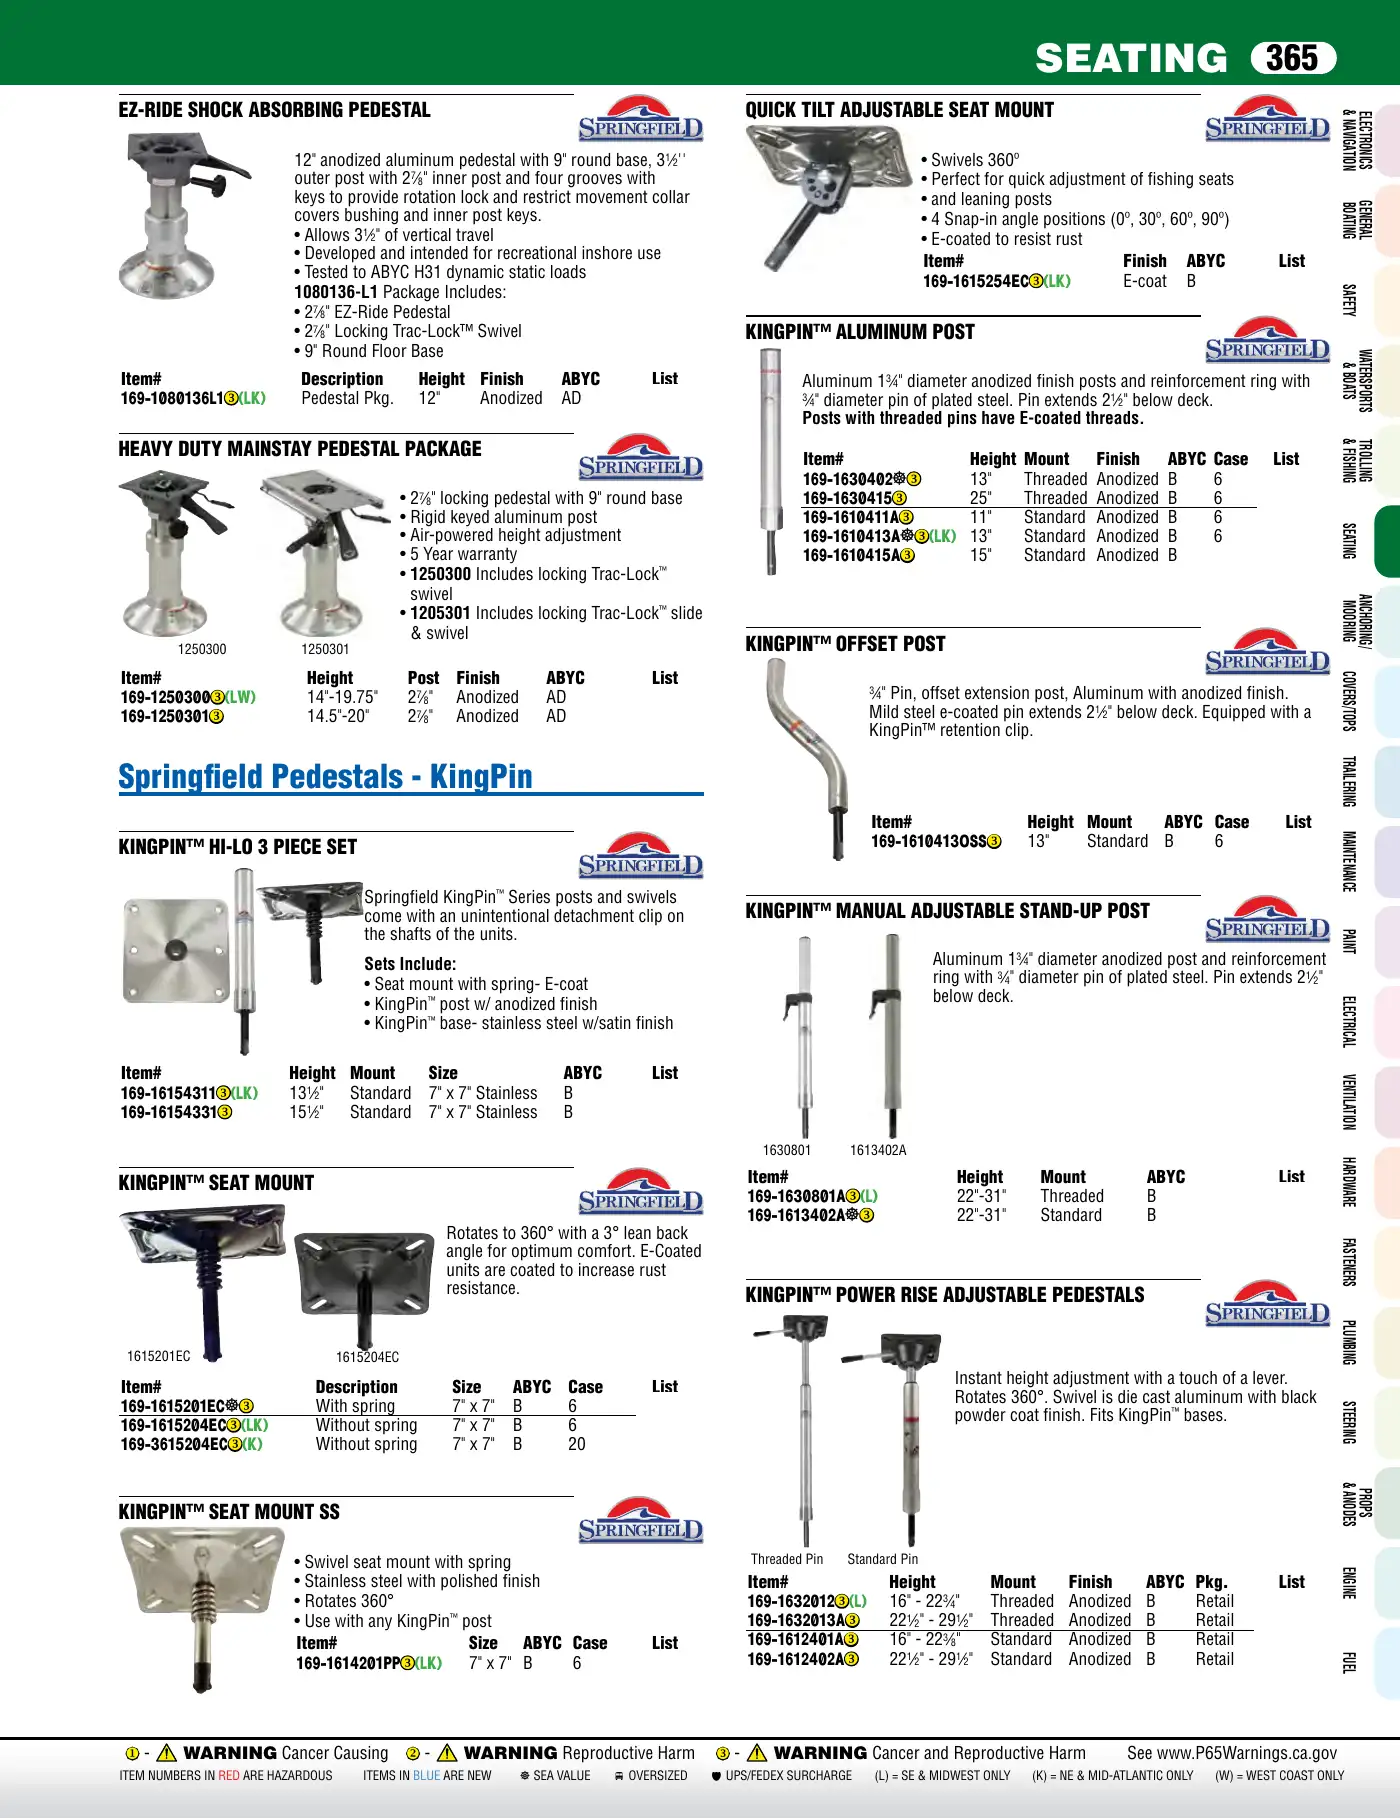 SEATING 365
EZ-RIDE SHOCK ABSORBING PEDESTAL
SPRINGFIELD
12" anodized aluminum pedestal with 9" round base, 3½''
outer post with 2⅞" inner post and four grooves with
keys to provide rotation lock and restrict movement collar
covers bushing and inner post keys.
• Allows 3½" of vertical travel
• Developed and intended for recreational inshore use
• Tested to ABYC H31 dynamic static loads
1080136-L1 Package Includes:
• 2⅞" EZ-Ride Pedestal
• 2⅞" Locking Trac-Lock™ Swivel
• 9" Round Floor Base
Item# Description Height Finish ABYC List
169-1080136L1③(LK) Pedestal Pkg. 12" Anodized AD
HEAVY DUTY MAINSTAY PEDESTAL PACKAGE
SPRINGFIELD
• 2⅞" locking pedestal with 9" round base
• Rigid keyed aluminum post
• Air-powered height adjustment
• 5 Year warranty
• 1250300 Includes locking Trac-Lock™
swivel
• 1205301 Includes locking Trac-Lock™ slide
& swivel
1250300 1250301
Item# Height Post Finish ABYC List
169-1250300③(LW) 14"-19.75" 2⅞" Anodized AD
169-1250301③ 14.5"-20" 2⅞" Anodized AD
Springfield Pedestals - KingPin
KINGPIN™ HI-LO 3 PIECE SET
SPRINGFIELD
Springfield KingPin™ Series posts and swivels
come with an unintentional detachment clip on
the shafts of the units.
Sets Include:
• Seat mount with spring- E-coat
• KingPin™ post w/ anodized finish
• KingPin™ base- stainless steel w/satin finish
Item# Height Mount Size ABYC List
169-16154311③(LK) 13½" Standard 7" x 7" Stainless B
169-16154331③ 15½" Standard 7" x 7" Stainless B
KINGPIN™ SEAT MOUNT
SPRINGFIELD
Rotates to 360° with a 3° lean back
angle for optimum comfort. E-Coated
units are coated to increase rust
resistance.
1615201EC 1615204EC
Item# Description Size ABYC Case List
169-1615201EC☸③ With spring 7" x 7" B 6
169-1615204EC③(LK) Without spring 7" x 7" B 6
169-3615204EC③(K) Without spring 7" x 7" B 20
KINGPIN™ SEAT MOUNT SS
SPRINGFIELD
• Swivel seat mount with spring
• Stainless steel with polished finish
• Rotates 360°
• Use with any KingPin™ post
Item# Size ABYC Case List
169-1614201PP③(LK) 7" x 7" B 6
QUICK TILT ADJUSTABLE SEAT MOUNT
SPRINGFIELD
• Swivels 360º
• Perfect for quick adjustment of fishing seats
• and leaning posts
• 4 Snap-in angle positions (0º, 30º, 60º, 90º)
• E-coated to resist rust
Item# Finish ABYC List
169-1615254EC③(LK) E-coat B
KINGPIN™ ALUMINUM POST
SPRINGFIELD
Aluminum 1¾" diameter anodized finish posts and reinforcement ring with
¾" diameter pin of plated steel. Pin extends 2½" below deck.
Posts with threaded pins have E-coated threads.
Item# Height Mount Finish ABYC Case List
169-1630402☸③ 13" Threaded Anodized B 6
169-1630415③ 25" Threaded Anodized B 6
169-1610411A③ 11" Standard Anodized B 6
169-1610413A☸③(LK) 13" Standard Anodized B 6
169-1610415A③ 15" Standard Anodized B
KINGPIN™ OFFSET POST
SPRINGFIELD
¾" Pin, offset extension post, Aluminum with anodized finish.
Mild steel e-coated pin extends 2½" below deck. Equipped with a
KingPin™ retention clip.
Item# Height Mount ABYC Case List
169-1610413OSS③ 13" Standard B 6
KINGPIN™ MANUAL ADJUSTABLE STAND-UP POST
SPRINGFIELD
Aluminum 1¾" diameter anodized post and reinforcement
ring with ¾" diameter pin of plated steel. Pin extends 2½"
below deck.
1630801 1613402A
Item# Height Mount ABYC List
169-1630801A③(L) 22"-31" Threaded B
169-1613402A☸③ 22"-31" Standard B
KINGPIN™ POWER RISE ADJUSTABLE PEDESTALS
SPRINGFIELD
Instant height adjustment with a touch of a lever.
Rotates 360°. Swivel is die cast aluminum with black
powder coat finish. Fits KingPin™ bases.
Threaded Pin Standard Pin
Item# Height Mount Finish ABYC Pkg. List
169-1632012③(L) 16" - 22¾" Threaded Anodized B Retail
169-1632013A③ 22½" - 29½" Threaded Anodized B Retail
169-1612401A③ 16" - 22⅜" Standard Anodized B Retail
169-1612402A③ 22½" - 29½" Standard Anodized B Retail
ELECTRONICS
& NAVIGATION
GENERAL
BOATING
SAFETY
WATERSPORTS
& BOATS
TROLLING
& FISHING
SEATING
ANCHORING/
MOORING
COVERS/TOPS
TRAILERING
MAINTENANCE
PAINT
ELECTRICAL
VENTILATION
HARDWARE
FASTENERS
PLUMBING
STEERING
PROPS
& ANODES
ENGINE
FUEL
① - ⚠ WARNING Cancer Causing ② - ⚠ WARNING Reproductive Harm ③ - ⚠ WARNING Cancer and Reproductive Harm See www.P65Warnings.ca.gov
ITEM NUMBERS IN RED ARE HAZARDOUS ITEMS IN BLUE ARE NEW ☸ SEA VALUE OVERSIZED UPS/FEDEX SURCHARGE (L) = SE & MIDWEST ONLY (K) = NE & MID-ATLANTIC ONLY (W) = WEST COAST ONLY